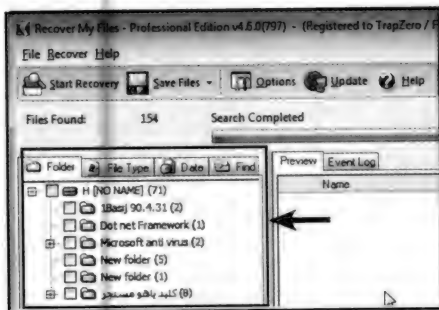 Recover My Files - Professional Edition v4.6.0(797) - (Registered to TrapZero /
File Recover Help
Start Recovery Save Files Options Update Help
Files Found: 154 Search Completed
Folder File Type Date Find Preview Event Log
H [NO NAME] (71) Name
1Basij 90.4.31 (2)
Dot net Framework (1)
Microsoft anti virus (2)
New folder (5)
New folder (1)
کلید یاهو مسنجر (8)